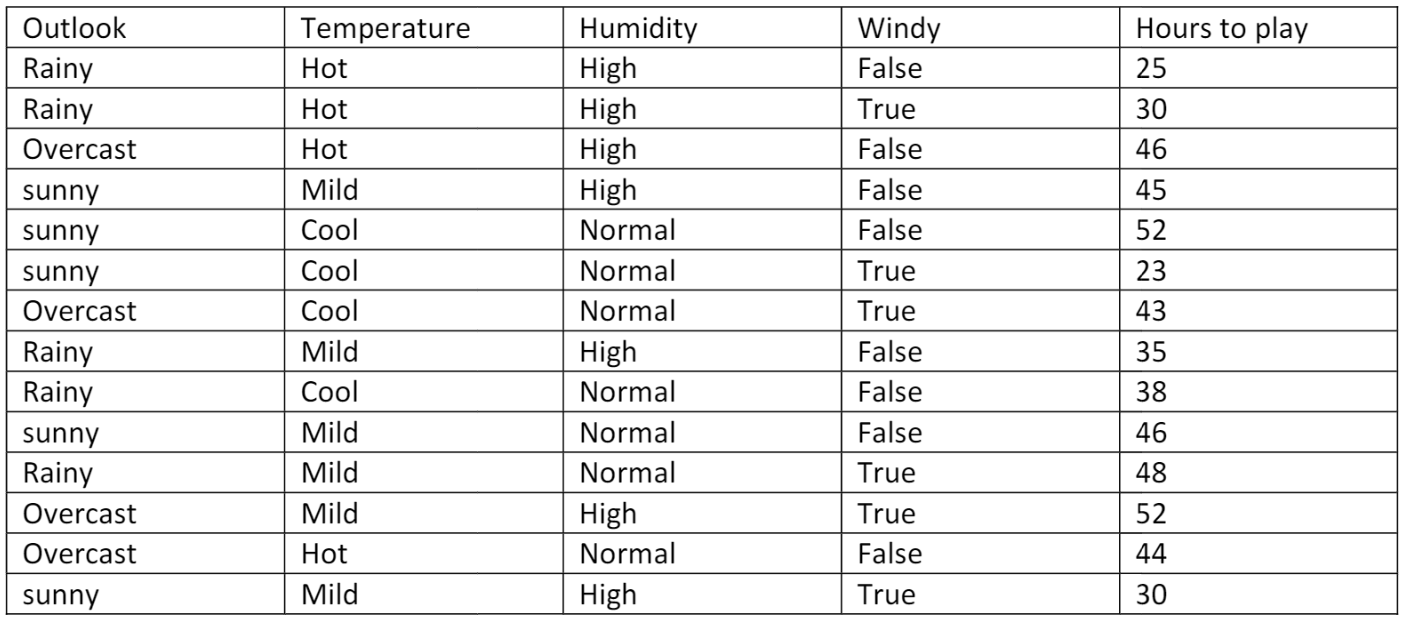 Outlook Temperature Humidity Windy Hours to play
Rainy Hot High False 25
Rainy Hot High True 30
Overcast Hot High False 46
sunny Mild High False 45
sunny Cool Normal False 52
sunny Cool Normal True 23
Overcast Cool Normal True 43
Rainy Mild High False 35
Rainy Cool Normal False 38
sunny Mild Normal False 46
Rainy Mild Normal True 48
Overcast Mild High True 52
Overcast Hot Normal False 44
sunny Mild High True 30